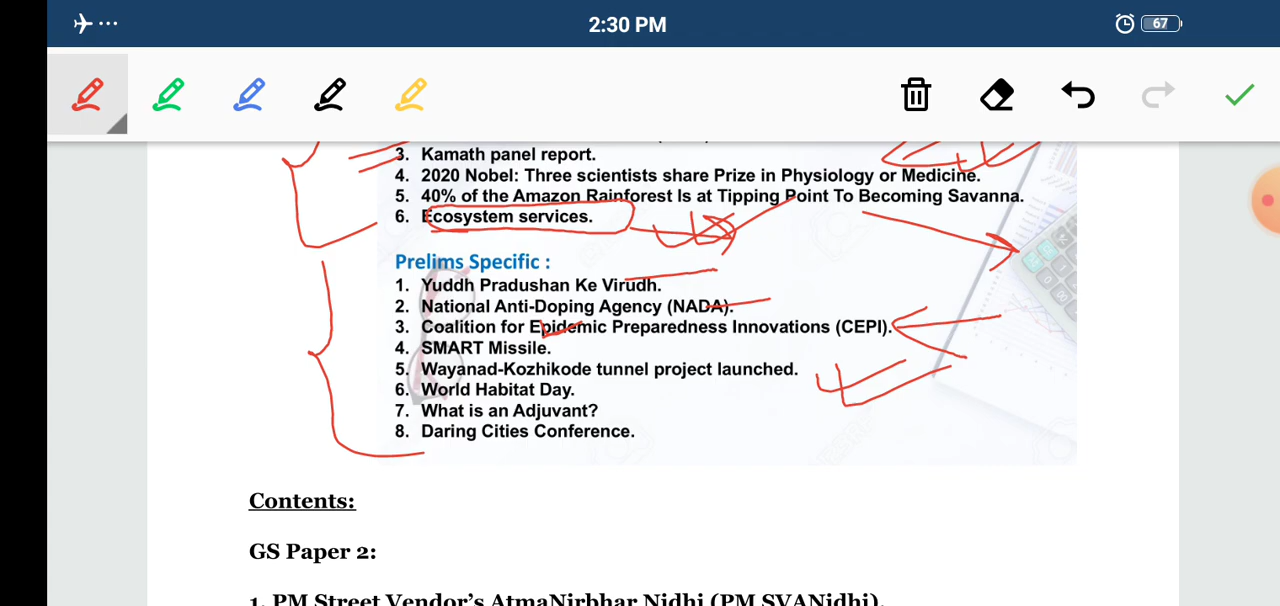 2:30 PM
67
3. Kamath panel report.
4. 2020 Nobel: Three scientists share Prize in Physiology or Medicine.
5. 40% of the Amazon Rainforest Is at Tipping Point To Becoming Savanna.
6. Ecosystem services.
Prelims Specific :
1. Yuddh Pradushan Ke Virudh.
2. National Anti-Doping Agency (NADA).
3. Coalition for Epidemic Preparedness Innovations (CEPI).
4. SMART Missile.
5. Wayanad-Kozhikode tunnel project launched.
6. World Habitat Day.
7. What is an Adjuvant?
8. Daring Cities Conference.
Contents:
GS Paper 2:
1. PM Street Vendor's AtmaNirbhar Nidhi (PM SVANidhi).